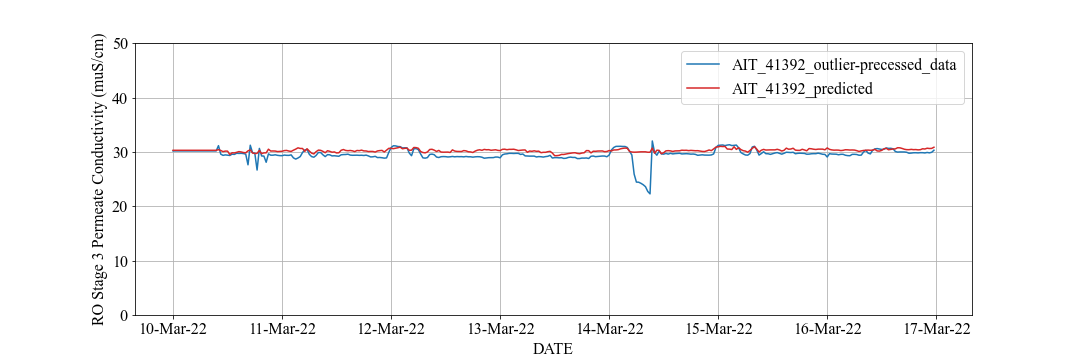 RO Stage 3 Permeate Conductivity (muS/cm)
50
40
30
20
10
0
AIT_41392_outlier-precessed_data
AIT_41392_predicted
10-Mar-22 11-Mar-22 12-Mar-22 13-Mar-22 14-Mar-22 15-Mar-22 16-Mar-22 17-Mar-22
DATE